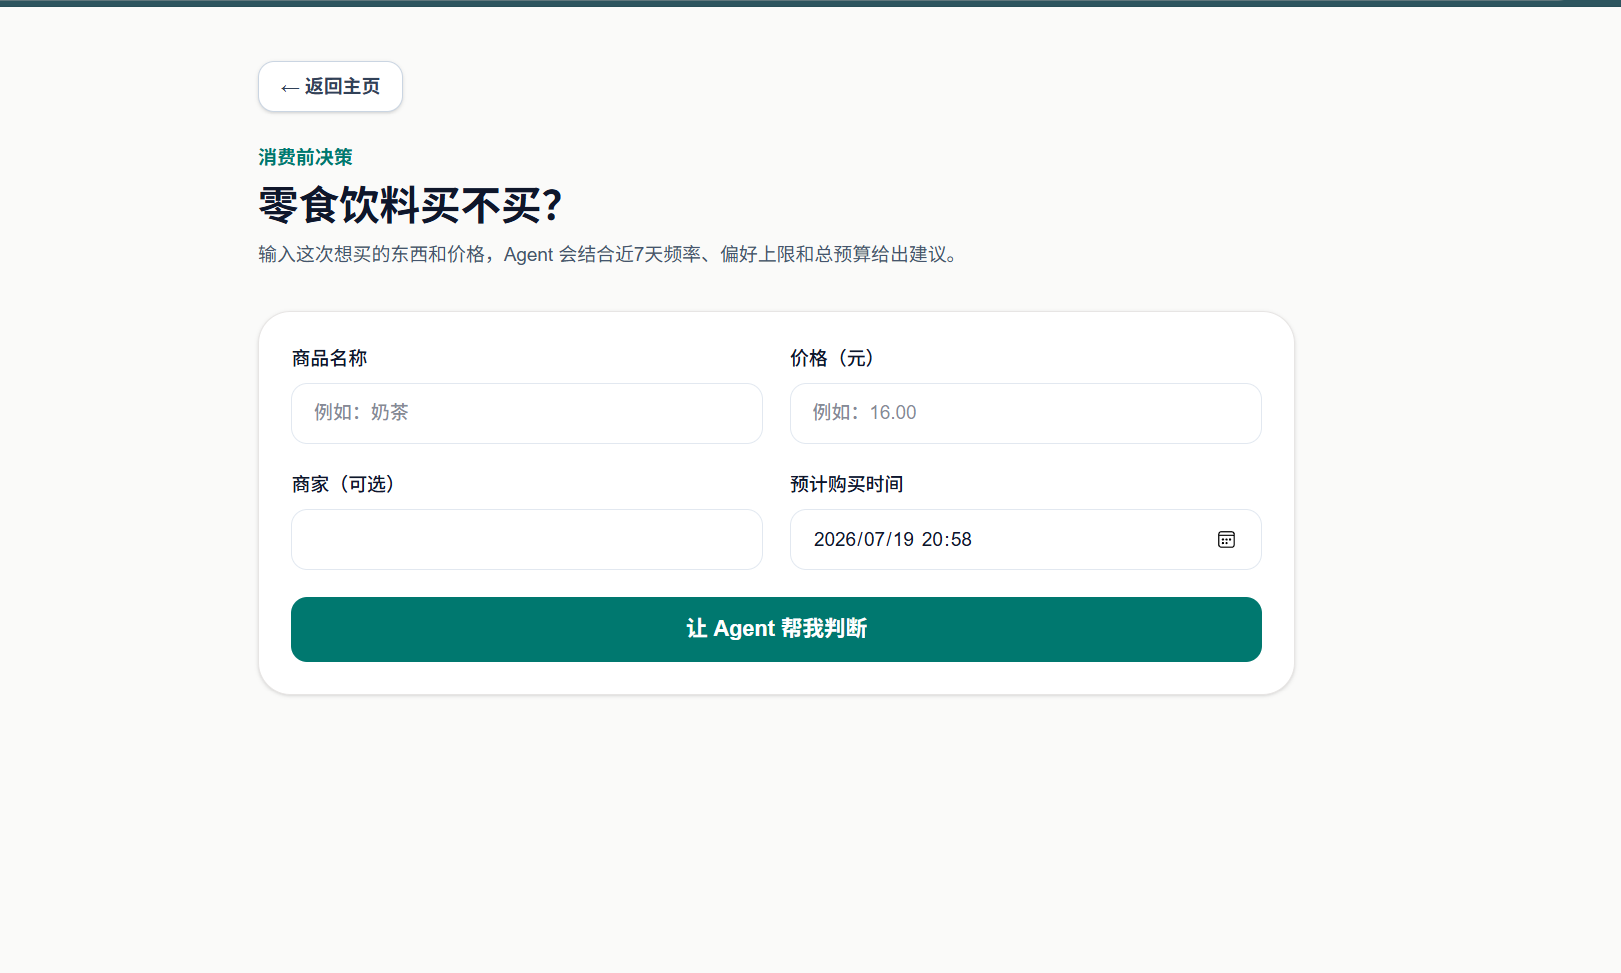 ← 返回主页
消费前决策
零食饮料买不买？
输入这次想买的东西和价格，Agent 会结合近7天频率、偏好上限和总预算给出建议。
商品名称
价格（元）
例如：奶茶
例如：16.00
商家（可选）
预计购买时间
2026/07/19 20:58
让 Agent 帮我判断